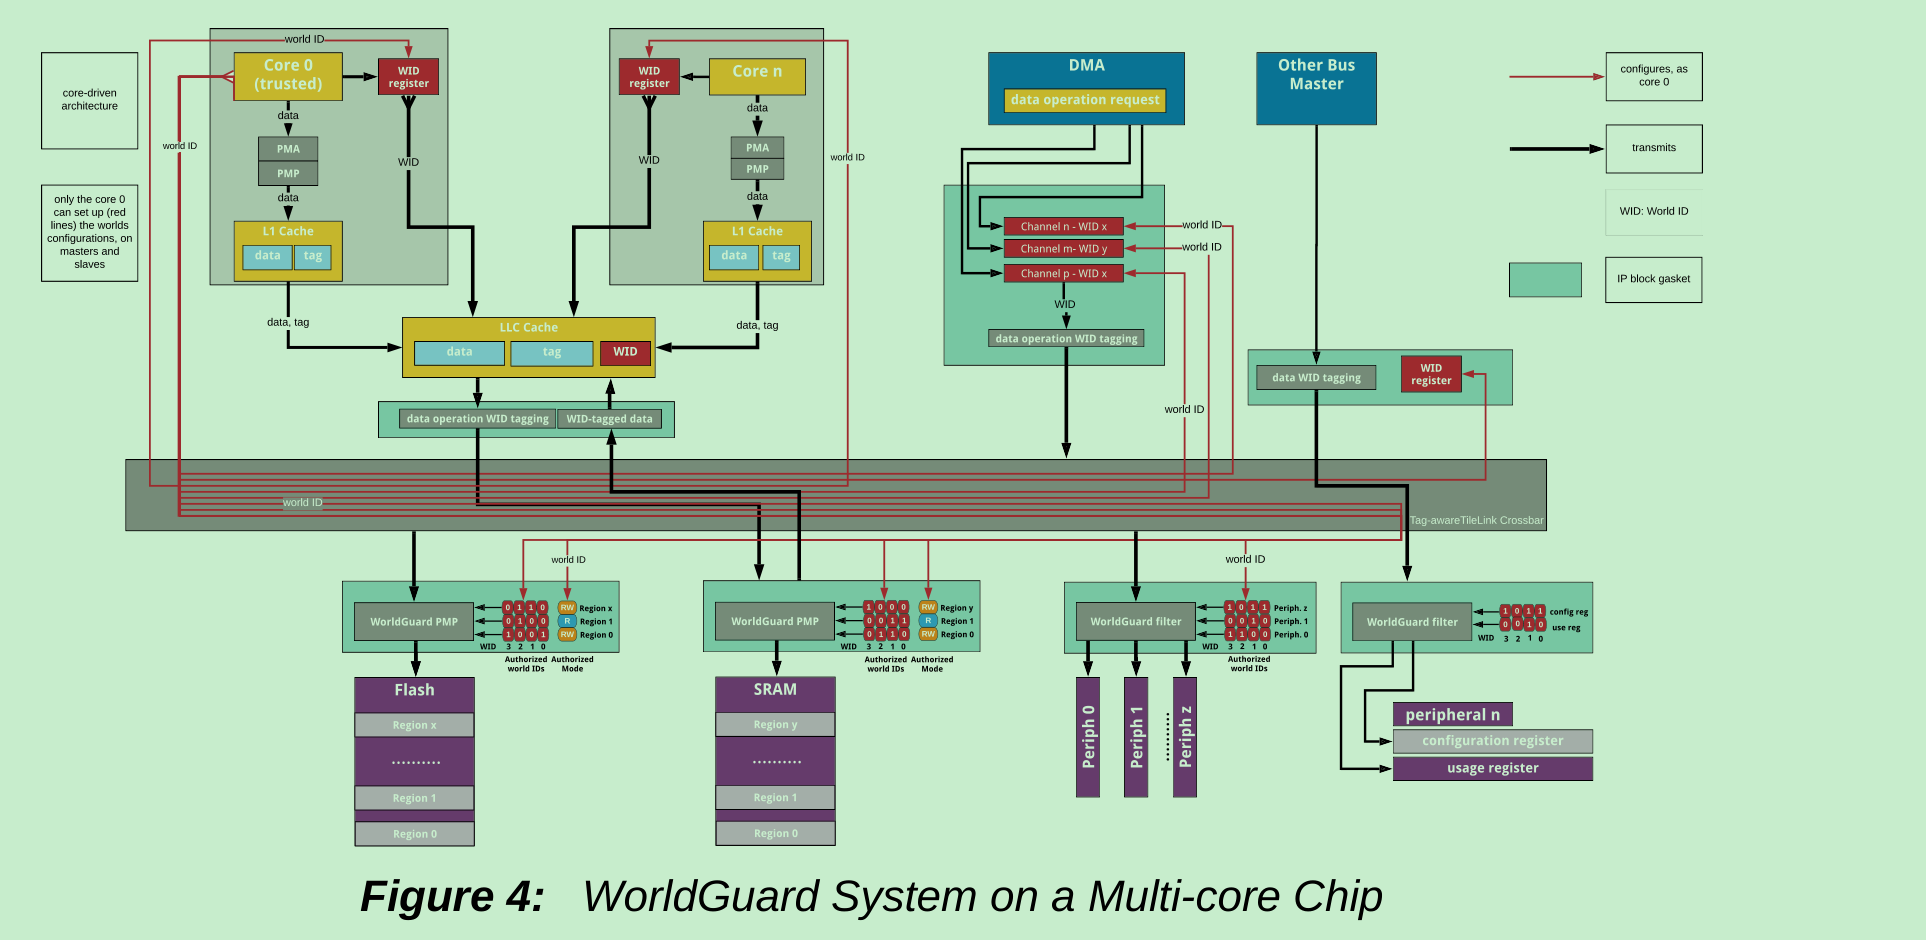 core-driven
architecture
only the core 0
can set up (red
lines) the worlds
configurations, on
masters and
slaves
world ID
world ID
Core 0
(trusted)
WID
register
data
PMA
PMP
data
WID
L1 Cache
data
tag
data, tag
WID
register
Core n
data
PMA
PMP
data
WID
world ID
L1 Cache
data
tag
data, tag
LLC Cache
data
tag
WID
data operation WID tagging
WID-tagged data
DMA
data operation request
Channel n - WID x
Channel m- WID y
Channel p - WID x
WID
data operation WID tagging
world ID
world ID
world ID
Other Bus
Master
data WID tagging
WID
register
configures, as
core 0
transmits
WID: World ID
IP block gasket
world ID
Tag-awareTileLink Crossbar
world ID
WorldGuard PMP
0 1 1 0 RW Region x
0 1 0 0 R Region 1
1 0 0 1 RW Region 0
WID 3 2 1 0
Authorized
world IDs
Authorized
Mode
Flash
Region x
..........
Region 1
Region 0
WorldGuard PMP
1 0 0 0 RW Region y
0 0 1 1 R Region 1
0 1 1 0 RW Region 0
WID 3 2 1 0
Authorized
world IDs
Authorized
Mode
SRAM
Region y
..........
Region 1
Region 0
world ID
WorldGuard filter
1 0 1 1 Periph. z
0 0 1 0 Periph. 1
1 1 0 0 Periph. 0
WID 3 2 1 0
Authorized
world IDs
Periph 0
Periph 1
..........
Periph z
WorldGuard filter
1 0 1 1 config reg
0 0 1 0 use reg
WID 3 2 1 0
peripheral n
configuration register
usage register
Figure 4: WorldGuard System on a Multi-core Chip